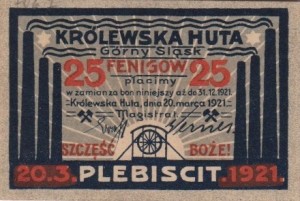 KRÓLEWSKA HUTA
Górny Śląsk
25 FENIGÓW 25
płacimy
w zamian za bon niniejszy aż do 31.12.1921.
Królewska Huta, dnia 20. marca 1921.
Magistrat
SZCZĘŚĆ BOŻE!
20.3. PLEBISCIT .1921.